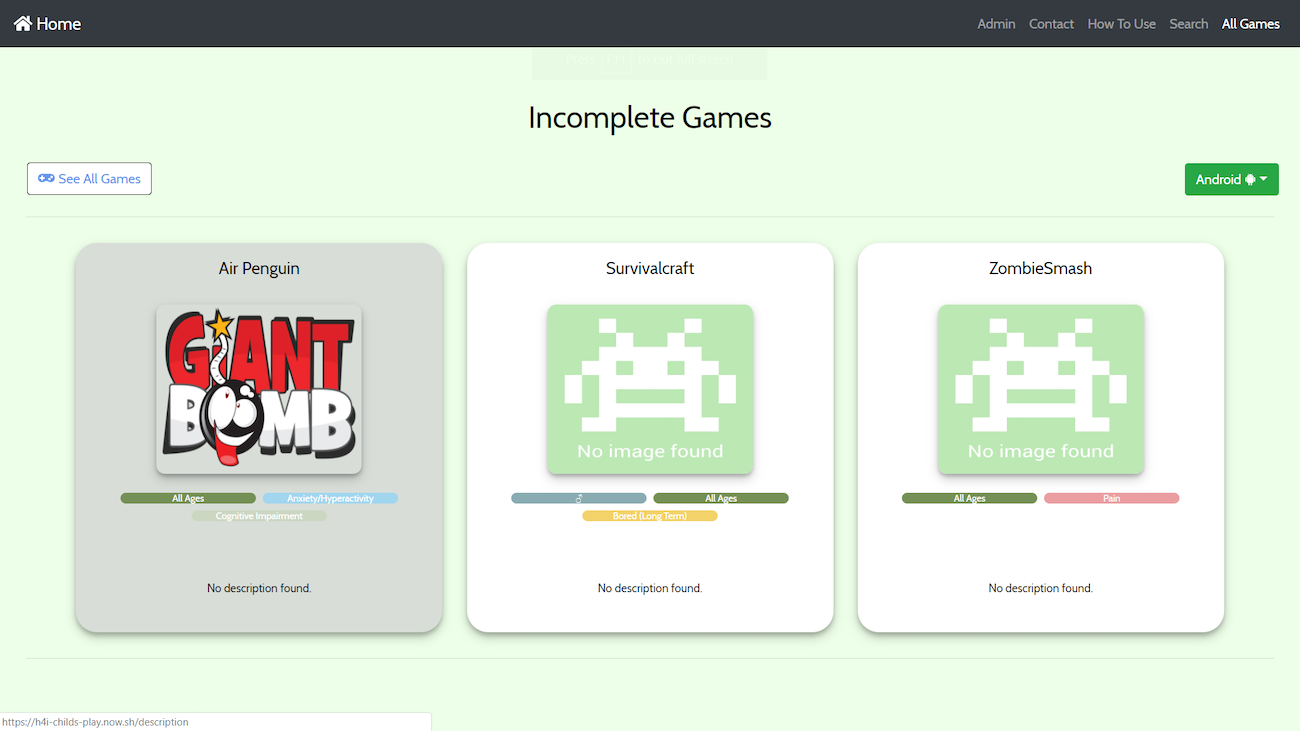 Home
Admin Contact How To Use Search All Games
Incomplete Games
See All Games
Android
Air Penguin
Survivalcraft
ZombieSmash
GIANT
BOMB
No image found
No image found
All Ages Anxiety/Hyperactivity
Cognitive Impairment
♂ All Ages
Bored (Long Term)
All Ages Pain
No description found.
No description found.
No description found.
https://h4i-childs-play.now.sh/description